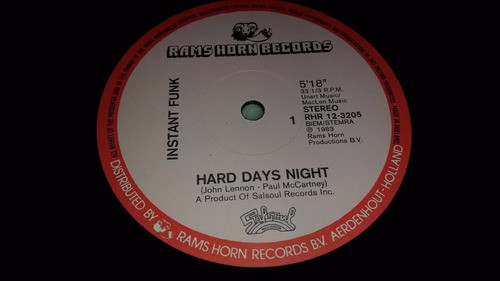 RAMS HORN RECORDS
INSTANT FUNK
1
5'18"
33 1/3 R.P.M.
Unart Music/
MacLen Music
STEREO
RHR 12-3205
BIEM/STEMRA
℗ 1983
Rams Horn
Productions B.V.
HARD DAYS NIGHT
(John Lennon - Paul McCartney)
A Product Of Salsoul Records Inc.
Salsoul
DISTRIBUTED BY RAMS HORN RECORDS B.V. AERDENHOUT-HOLLAND